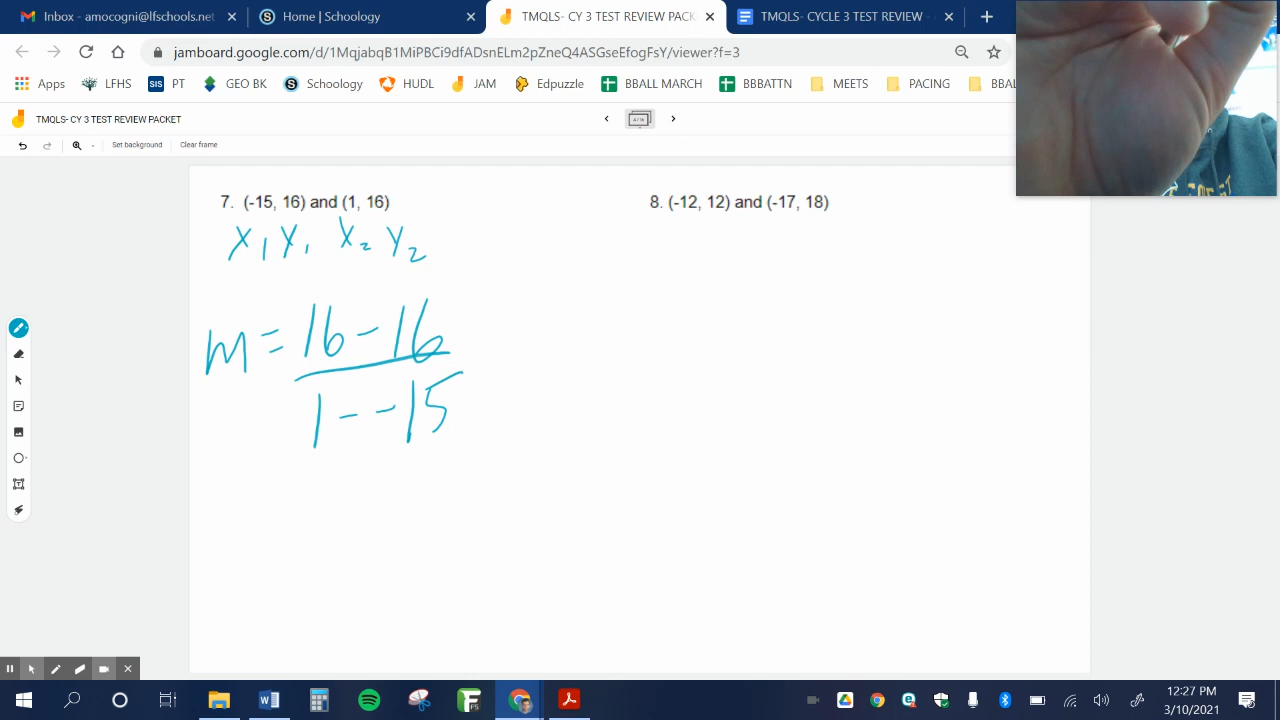 Inbox - amocogni@lfschools.net
Home | Schoology
TMQLS- CY 3 TEST REVIEW PACK
TMQLS- CYCLE 3 TEST REVIEW -
jamboard.google.com/d/1MqjabqB1MiPBCi9dfADsnELm2pZneQ4ASGseEfogFsY/viewer?f=3
Apps LFHS SIS PT GEO BK S Schoology HUDL JAM Edpuzzle BBALL MARCH BBBATTN MEETS PACING BBAL
TMQLS- CY 3 TEST REVIEW PACKET
Set background Clear frame
7. (-15, 16) and (1, 16)
8. (-12, 12) and (-17, 18)
X1 Y1 X2 Y2
m = 16 - 16
1 - -15
12:27 PM
3/10/2021